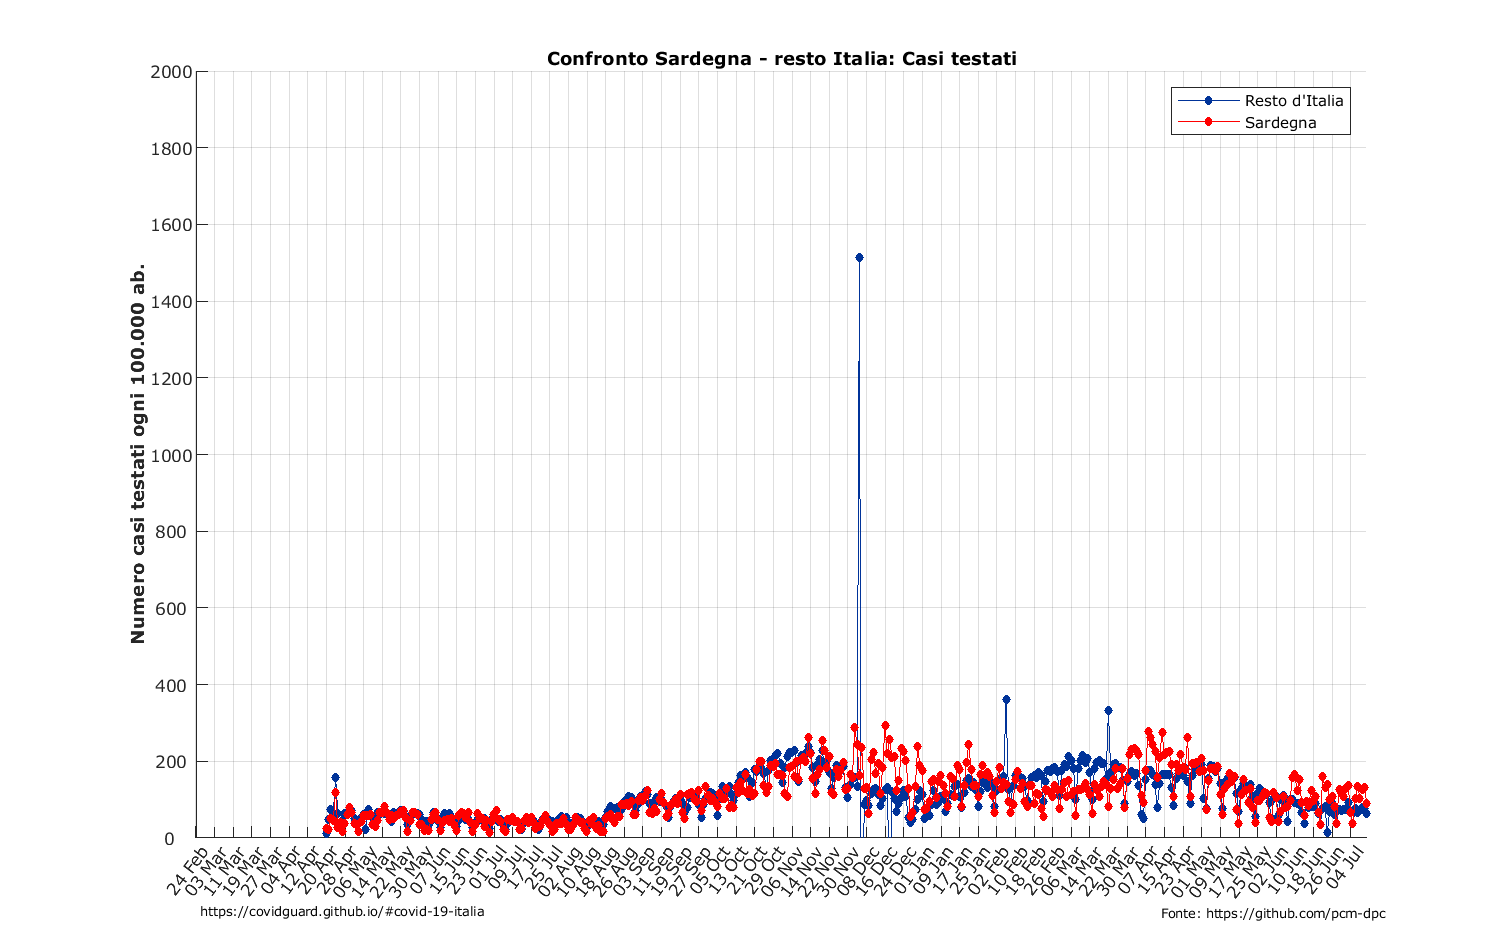 Confronto Sardegna - resto Italia: Casi testati
Resto d'Italia
Sardegna
Numero casi testati ogni 100.000 ab.
2000
1800
1600
1400
1200
1000
800
600
400
200
0
24 Feb
03 Mar
11 Mar
19 Mar
27 Mar
04 Apr
12 Apr
20 Apr
28 Apr
06 May
14 May
22 May
30 May
07 Jun
15 Jun
23 Jun
01 Jul
09 Jul
17 Jul
25 Jul
02 Aug
10 Aug
18 Aug
26 Aug
03 Sep
11 Sep
19 Sep
27 Sep
05 Oct
13 Oct
21 Oct
29 Oct
06 Nov
14 Nov
22 Nov
30 Nov
08 Dec
16 Dec
24 Dec
01 Jan
09 Jan
17 Jan
25 Jan
02 Feb
10 Feb
18 Feb
26 Feb
06 Mar
14 Mar
22 Mar
30 Mar
07 Apr
15 Apr
23 Apr
01 May
09 May
17 May
25 May
02 Jun
10 Jun
18 Jun
26 Jun
04 Jul
https://covidguard.github.io/#covid-19-italia
Fonte: https://github.com/pcm-dpc